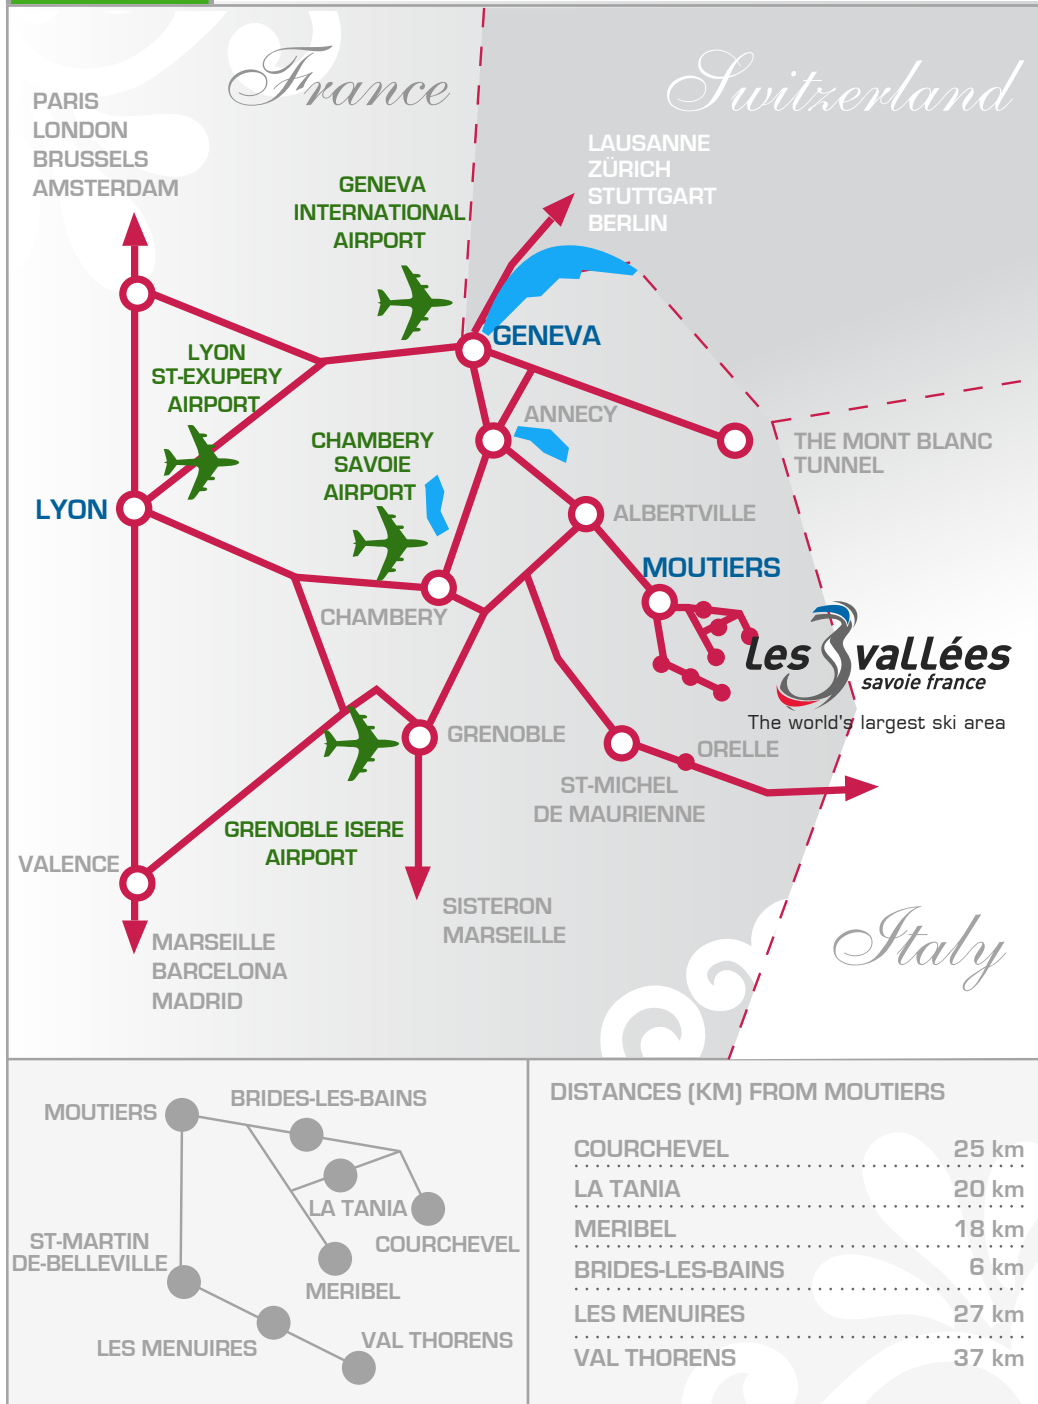 France
Switzerland
PARIS
LONDON
BRUSSELS
AMSTERDAM
LAUSANNE
ZÜRICH
STUTTGART
BERLIN
GENEVA
INTERNATIONAL
AIRPORT
GENEVA
LYON
ST-EXUPERY
AIRPORT
ANNECY
CHAMBERY
SAVOIE
AIRPORT
THE MONT BLANC
TUNNEL
LYON
ALBERTVILLE
MOUTIERS
CHAMBERY
Les 3 vallées
savoie france
The world's largest ski area
GRENOBLE
ORELLE
ST-MICHEL
DE MAURIENNE
GRENOBLE ISERE
AIRPORT
VALENCE
SISTERON
MARSEILLE
MARSEILLE
BARCELONA
MADRID
Italy
MOUTIERS
BRIDES-LES-BAINS
LA TANIA
COURCHEVEL
ST-MARTIN
DE-BELLEVILLE
MERIBEL
LES MENUIRES
VAL THORENS
DISTANCES (KM) FROM MOUTIERS
COURCHEVEL 25 km
LA TANIA 20 km
MERIBEL 18 km
BRIDES-LES-BAINS 6 km
LES MENUIRES 27 km
VAL THORENS 37 km